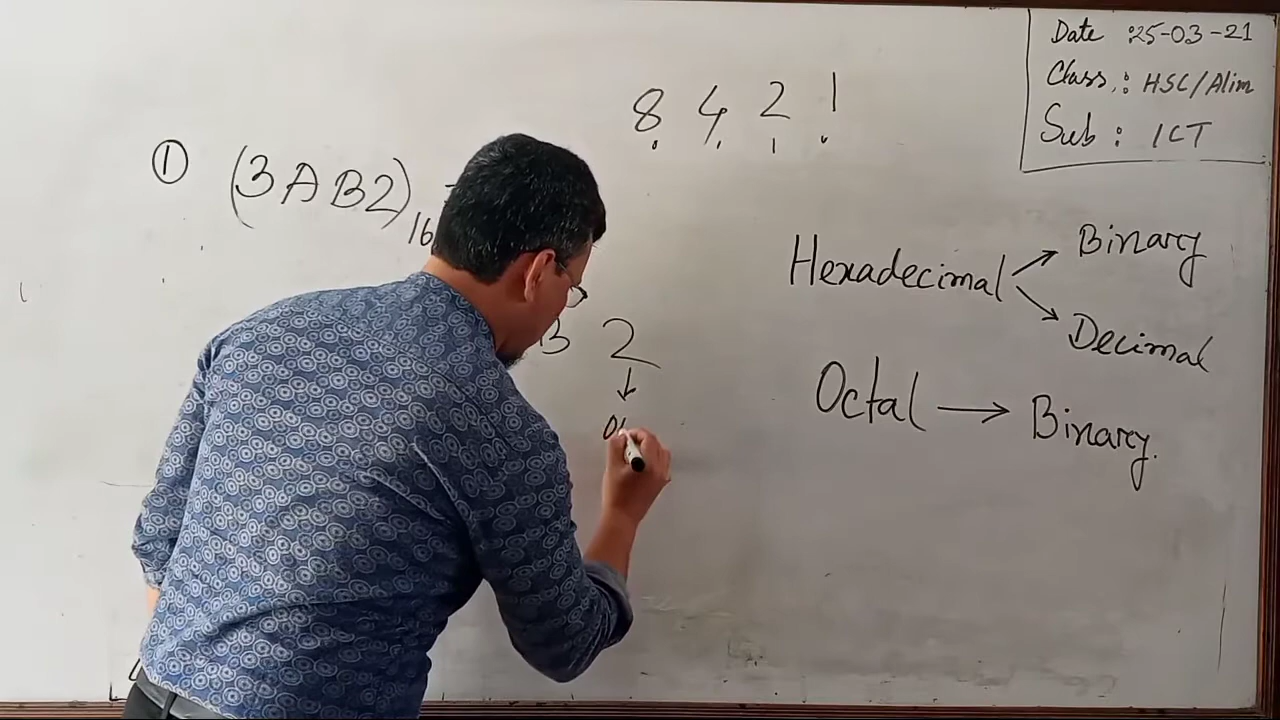 Date :25-03-21
Class : HSC/Alim
Sub : ICT
8 4 2 1
① (3AB2)16
Hexadecimal
Binary
Decimal
B 2
Octal → Binary.